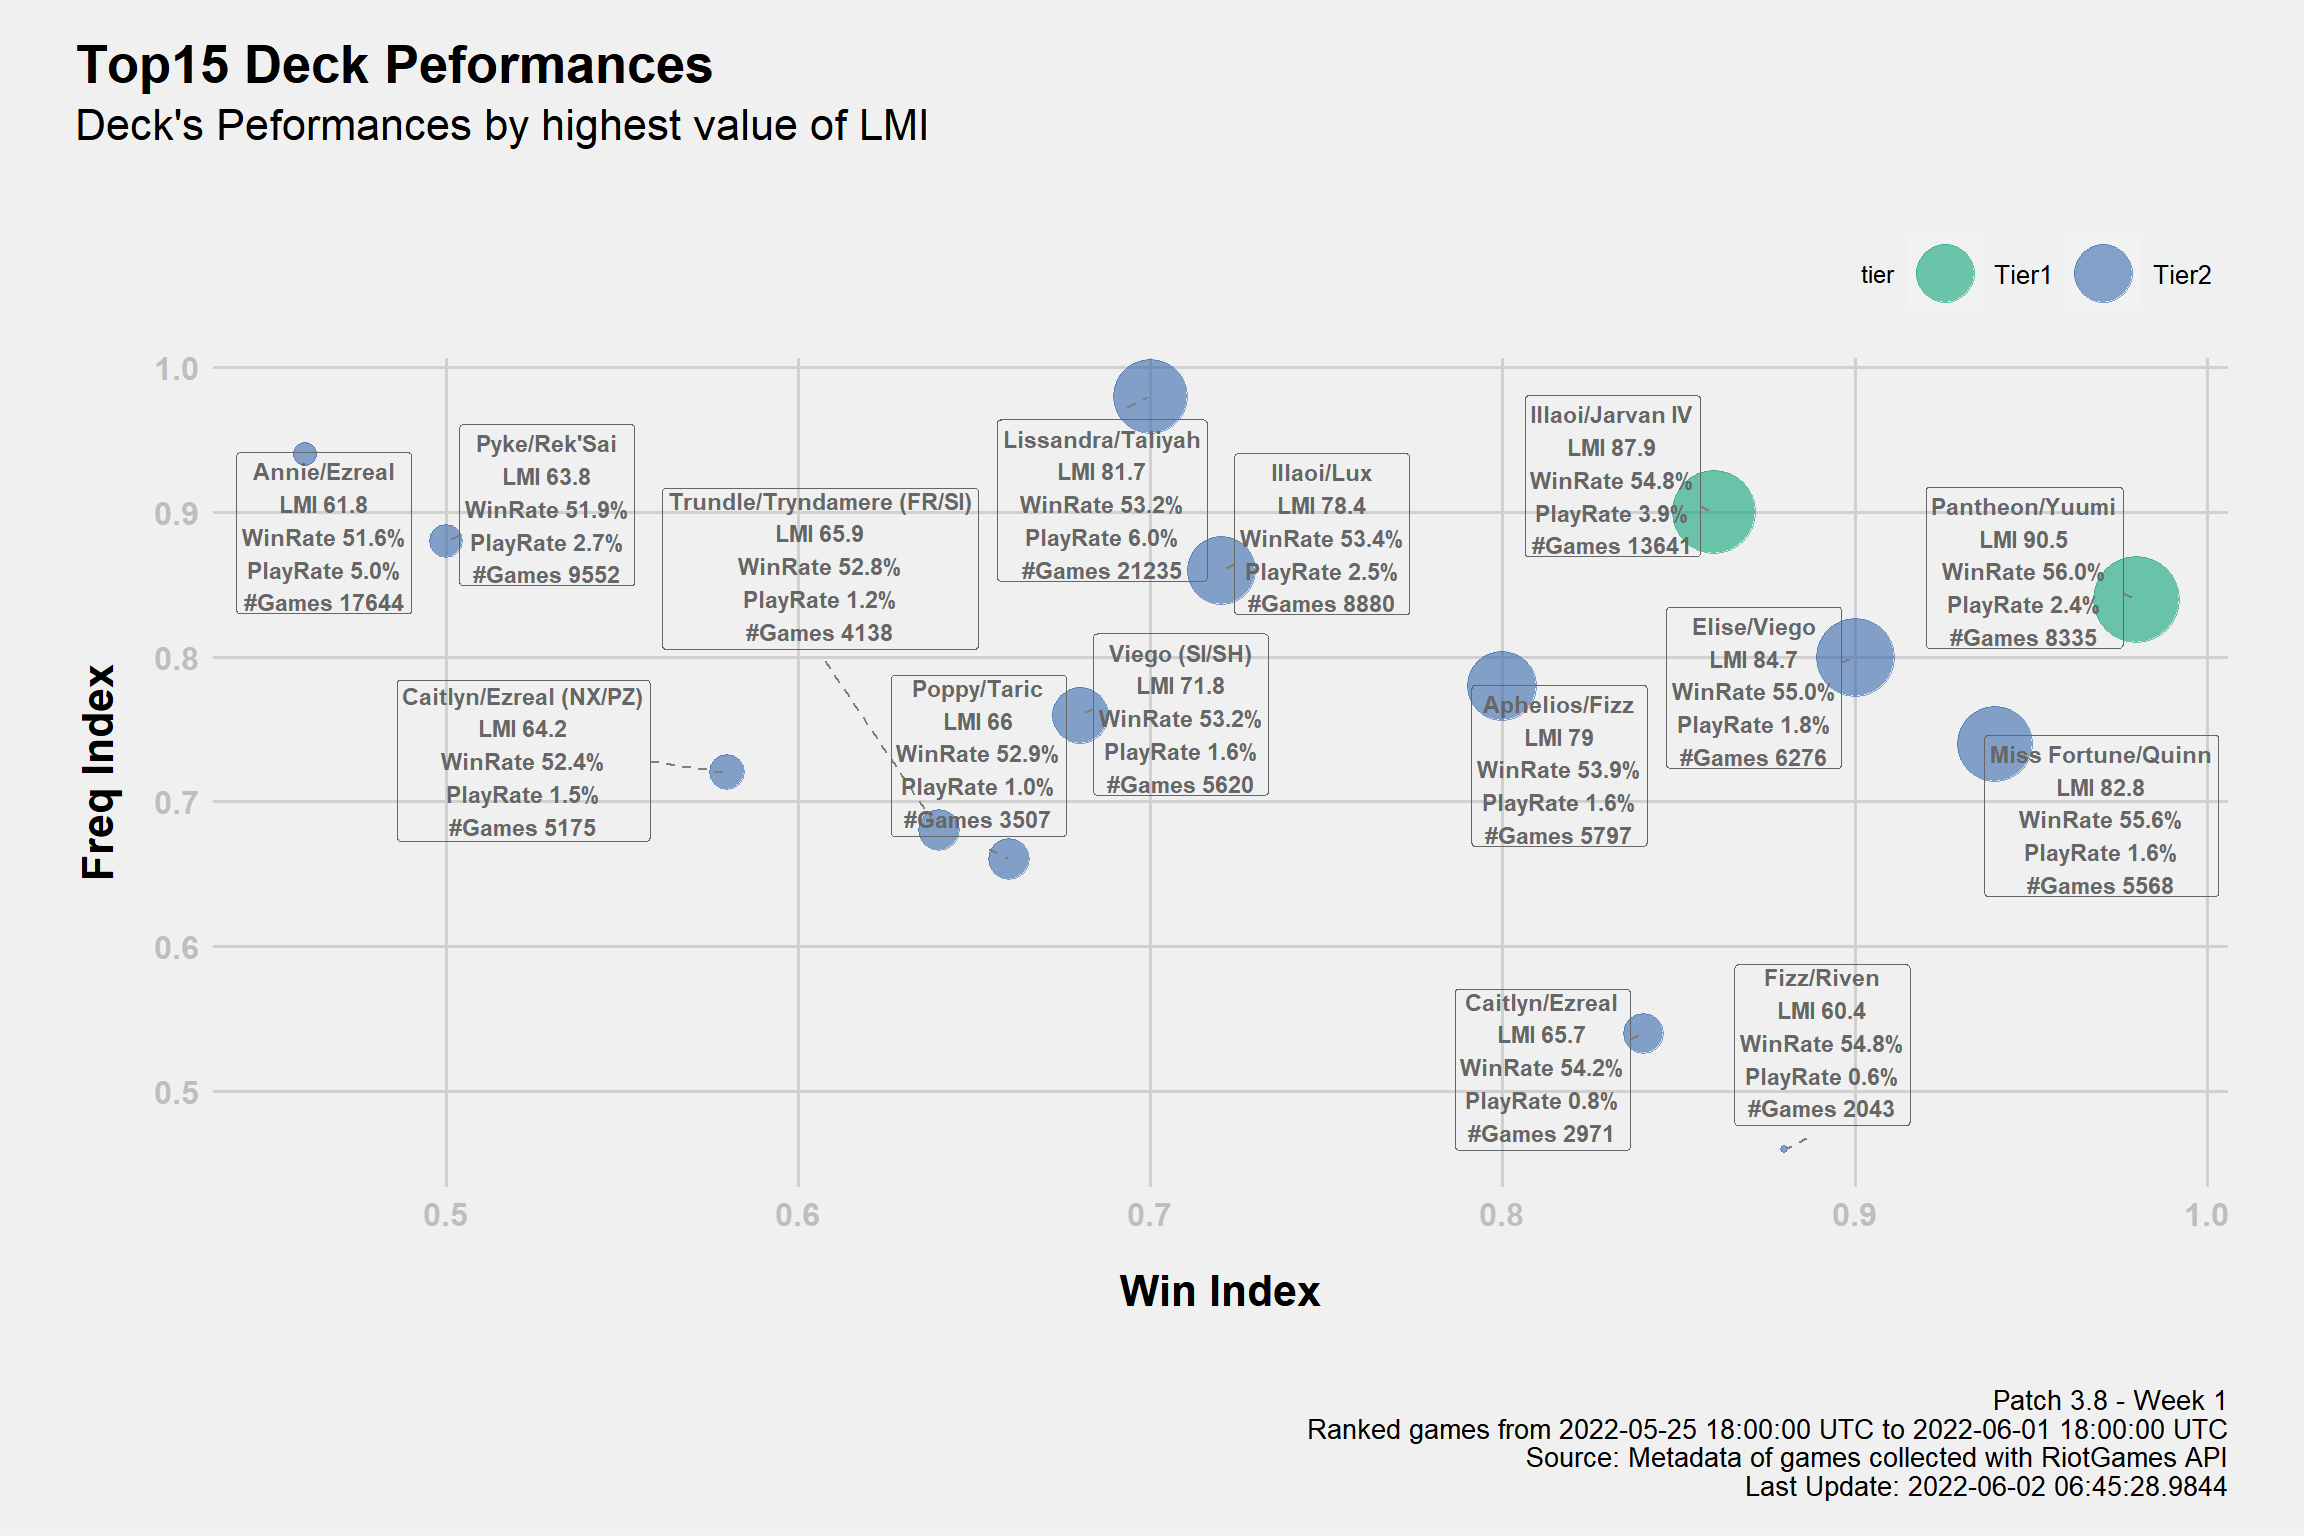 Top15 Deck Peformances
Deck's Peformances by highest value of LMI
tier
Tier1
Tier2
Freq Index
1.0
0.9
0.8
0.7
0.6
0.5
Annie/Ezreal
LMI 61.8
WinRate 51.6%
PlayRate 5.0%
#Games 17644
Pyke/Rek'Sai
LMI 63.8
WinRate 51.9%
PlayRate 2.7%
#Games 9552
Trundle/Tryndamere (FR/SI)
LMI 65.9
WinRate 52.8%
PlayRate 1.2%
#Games 4138
Lissandra/Taliyah
LMI 81.7
WinRate 53.2%
PlayRate 6.0%
#Games 21235
Illaoi/Lux
LMI 78.4
WinRate 53.4%
PlayRate 2.5%
#Games 8880
Illaoi/Jarvan IV
LMI 87.9
WinRate 54.8%
PlayRate 3.9%
#Games 13641
Pantheon/Yuumi
LMI 90.5
WinRate 56.0%
PlayRate 2.4%
#Games 8335
Caitlyn/Ezreal (NX/PZ)
LMI 64.2
WinRate 52.4%
PlayRate 1.5%
#Games 5175
Poppy/Taric
LMI 66
WinRate 52.9%
PlayRate 1.0%
#Games 3507
Viego (SI/SH)
LMI 71.8
WinRate 53.2%
PlayRate 1.6%
#Games 5620
Aphelios/Fizz
LMI 79
WinRate 53.9%
PlayRate 1.6%
#Games 5797
Elise/Viego
LMI 84.7
WinRate 55.0%
PlayRate 1.8%
#Games 6276
Miss Fortune/Quinn
LMI 82.8
WinRate 55.6%
PlayRate 1.6%
#Games 5568
Caitlyn/Ezreal
LMI 65.7
WinRate 54.2%
PlayRate 0.8%
#Games 2971
Fizz/Riven
LMI 60.4
WinRate 54.8%
PlayRate 0.6%
#Games 2043
0.5
0.6
0.7
0.8
0.9
1.0
Win Index
Patch 3.8 - Week 1
Ranked games from 2022-05-25 18:00:00 UTC to 2022-06-01 18:00:00 UTC
Source: Metadata of games collected with RiotGames API
Last Update: 2022-06-02 06:45:28.9844